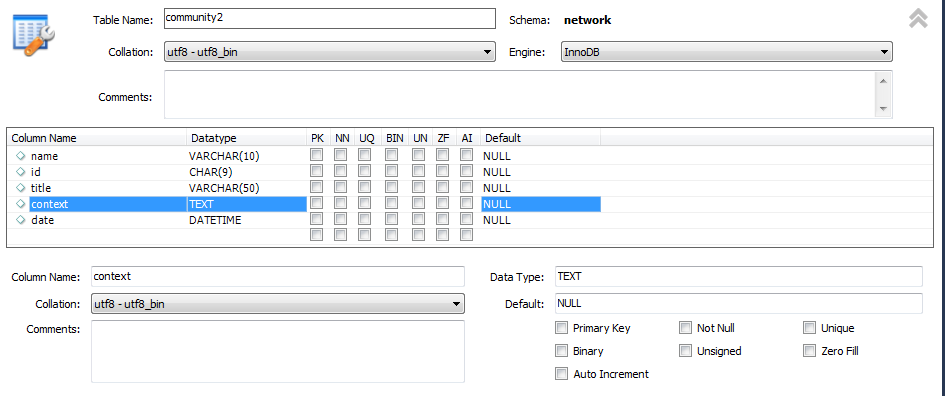 Table Name: community2 Schema: network
Collation: utf8 - utf8_bin Engine: InnoDB
Comments:
Column Name Datatype PK NN UQ BIN UN ZF AI Default
name VARCHAR(10) NULL
id CHAR(9) NULL
title VARCHAR(50) NULL
context TEXT NULL
date DATETIME NULL
Column Name: context Data Type: TEXT
Collation: utf8 - utf8_bin Default: NULL
Comments: Primary Key Not Null Unique
Binary Unsigned Zero Fill
Auto Increment